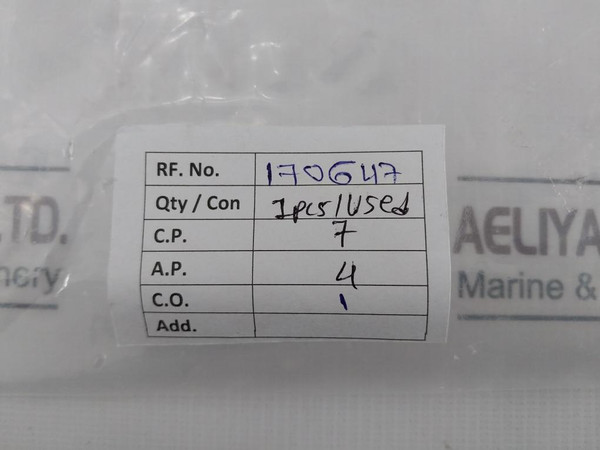 RF. No. 170647
Qty / Con 1pcs/Used
C.P. 7
A.P. 4
C.O. 1
Add.
.TD.
nery
AELIYA
Marine &